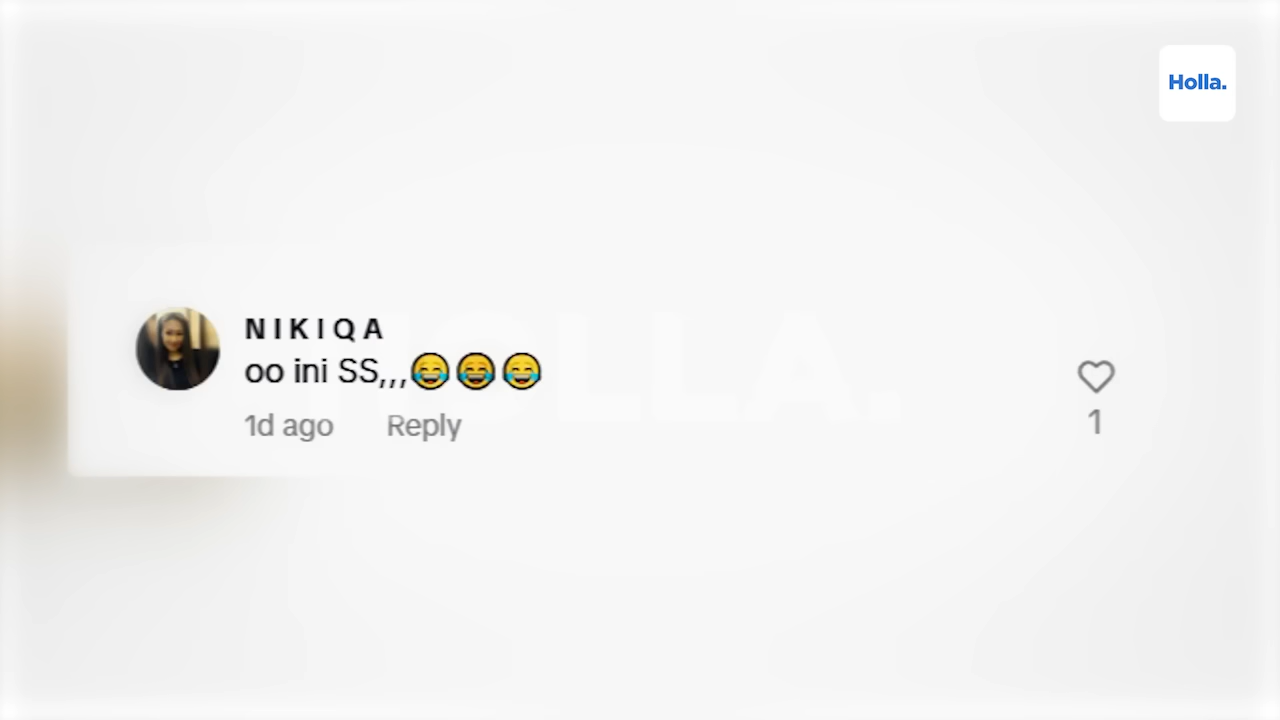 Holla.
N I K I Q A
oo ini SS,,,😂😂😂
1d ago Reply
1